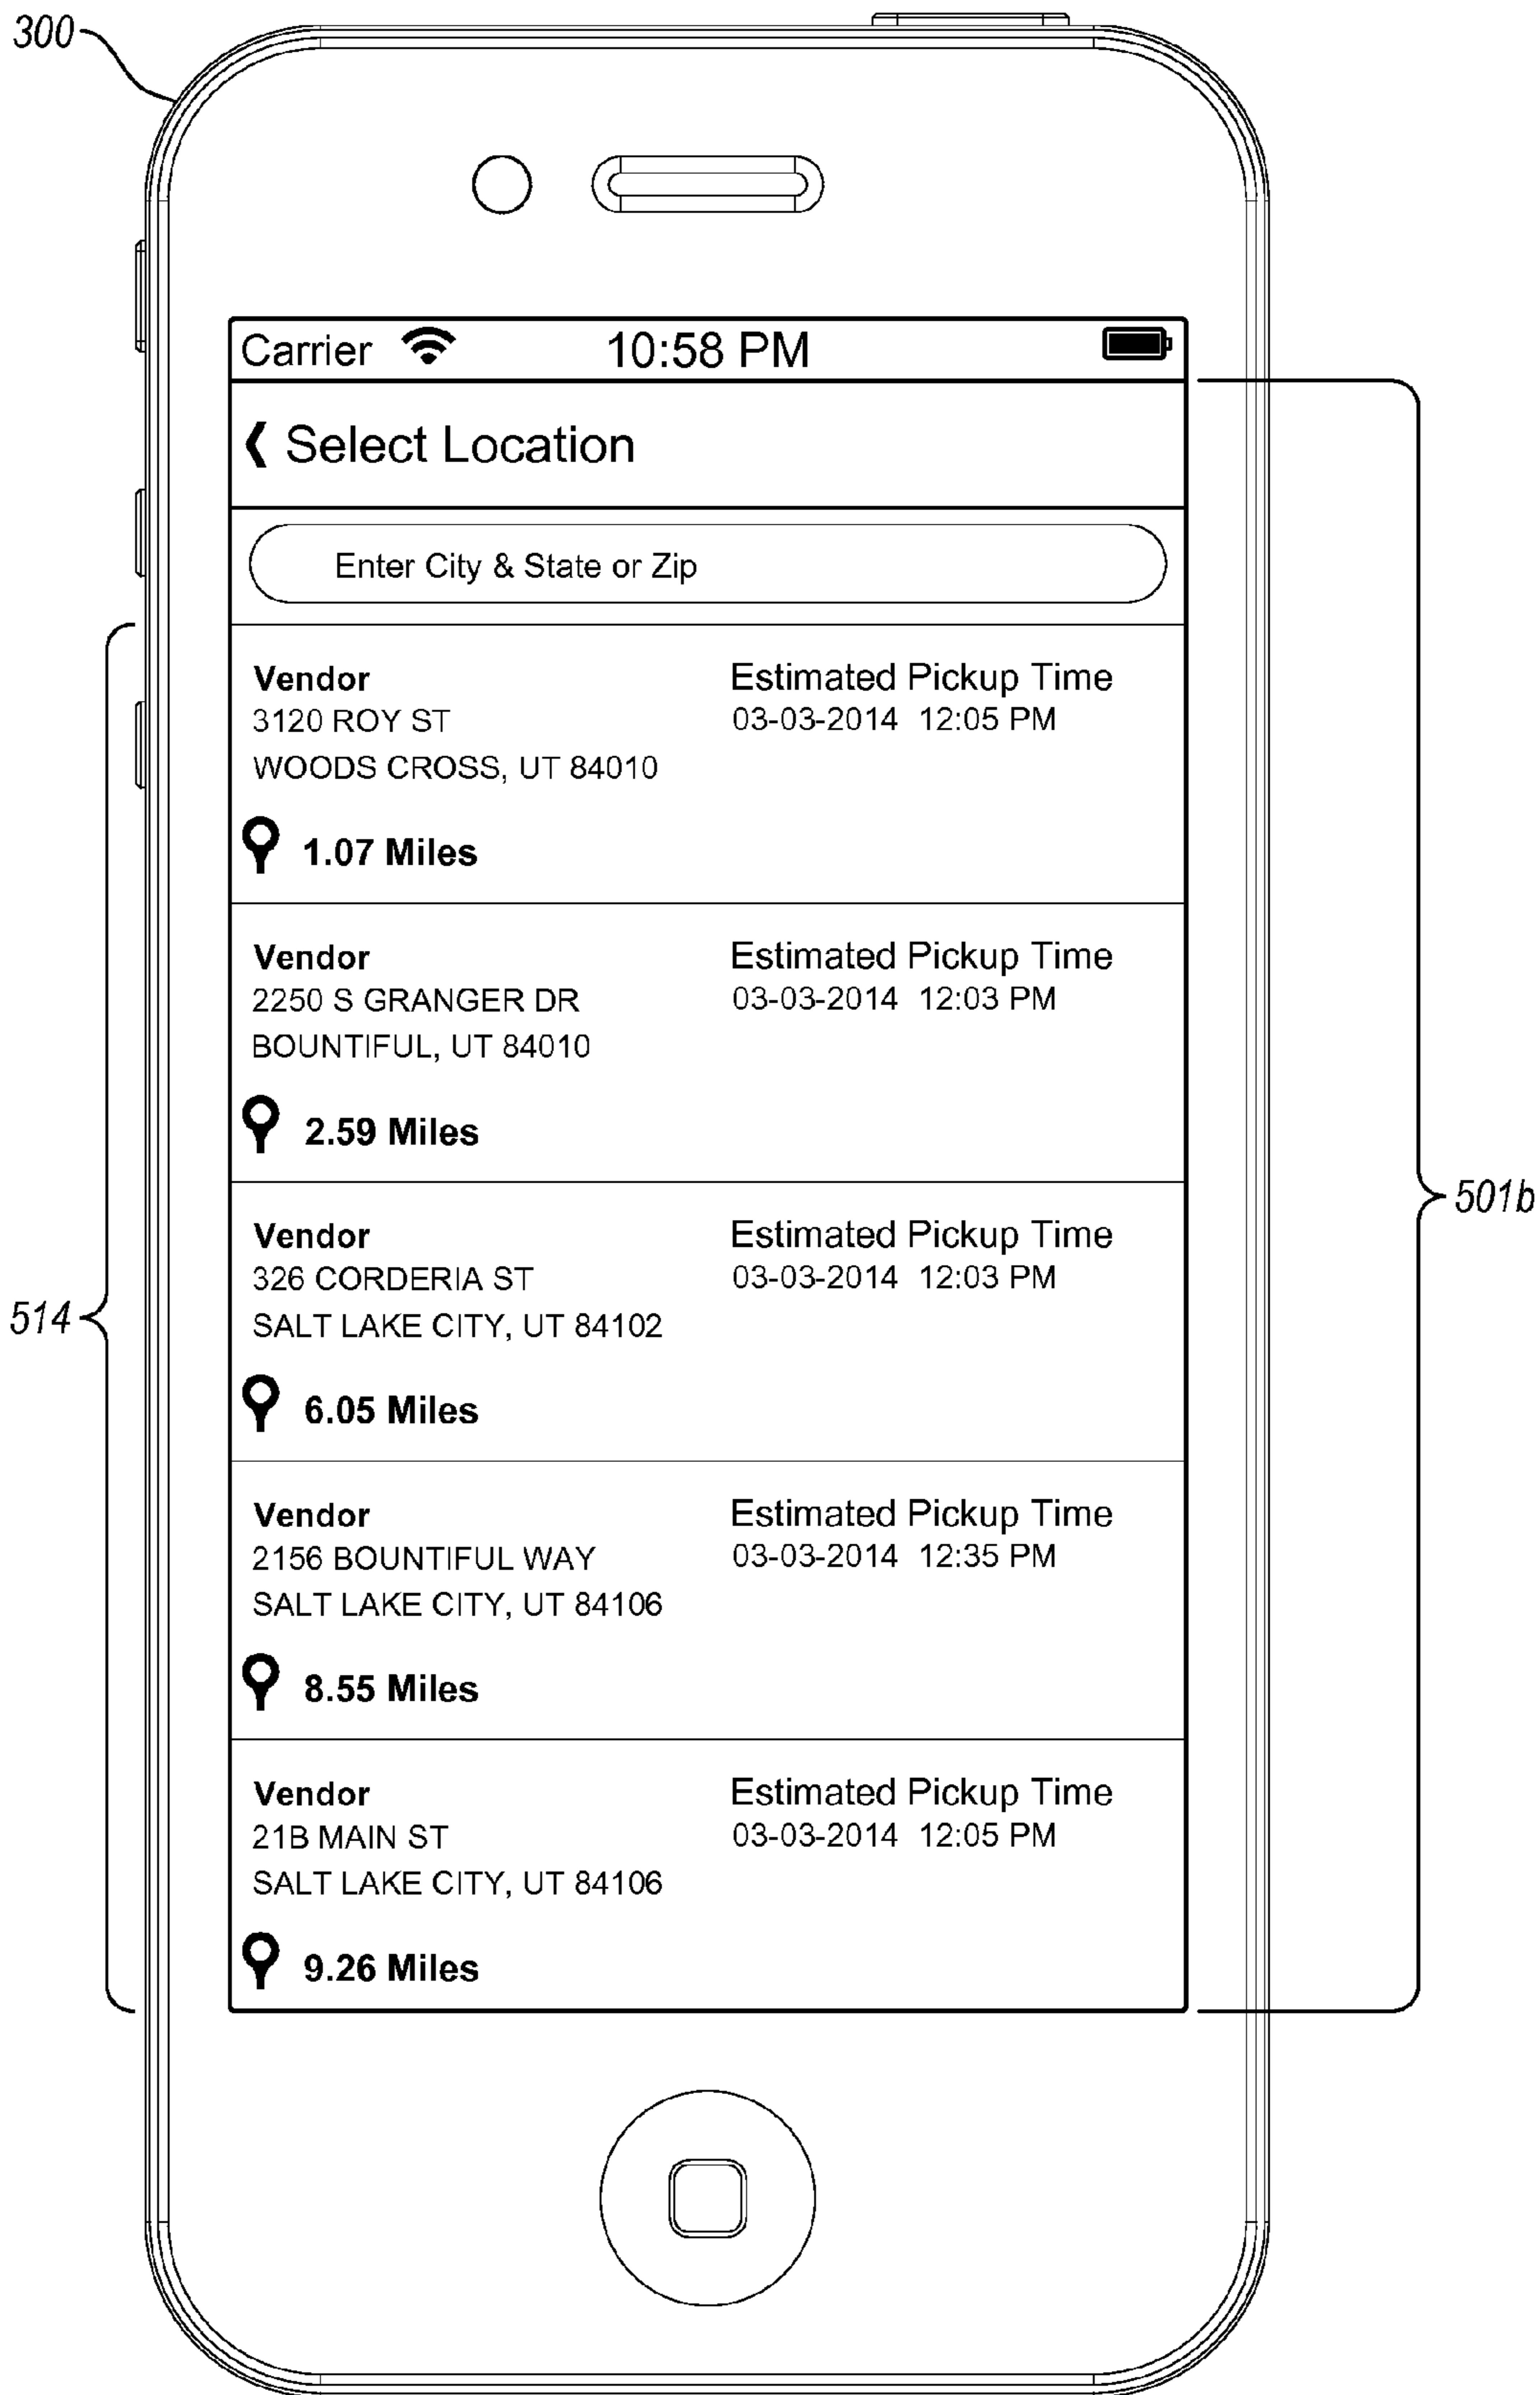 300
Carrier 10:58 PM
Select Location
Enter City & State or Zip
Vendor Estimated Pickup Time
3120 ROY ST 03-03-2014 12:05 PM
WOODS CROSS, UT 84010
1.07 Miles
Vendor Estimated Pickup Time
2250 S GRANGER DR 03-03-2014 12:03 PM
BOUNTIFUL, UT 84010
2.59 Miles
501b
Vendor Estimated Pickup Time
326 CORDERIA ST 03-03-2014 12:03 PM
514
SALT LAKE CITY, UT 84102
6.05 Miles
Vendor Estimated Pickup Time
2156 BOUNTIFUL WAY 03-03-2014 12:35 PM
SALT LAKE CITY, UT 84106
8.55 Miles
Vendor Estimated Pickup Time
21B MAIN ST 03-03-2014 12:05 PM
SALT LAKE CITY, UT 84106
9.26 Miles